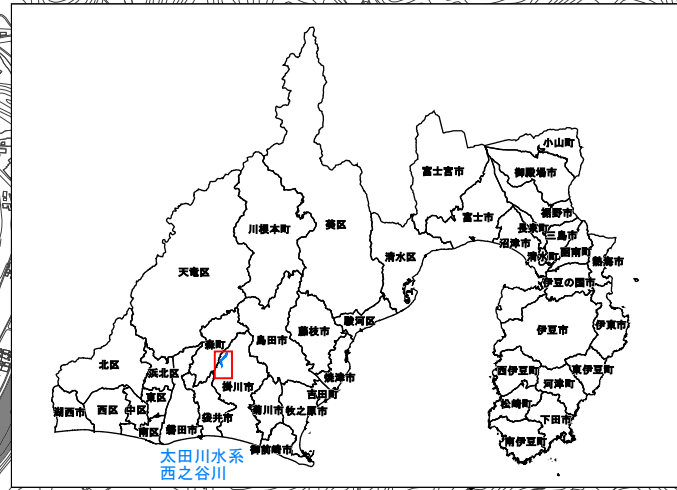 小山町
御殿場市
富士宮市
裾野市
富士市
長泉町
三島市
沼津市
清水町
函南町
熱海市
伊豆の国市
葵区
川根本町
清水区
天竜区
伊豆市
伊東市
駿河区
藤枝市
島田市
森町
北区
浜北区
焼津市
西伊豆町
東伊豆町
掛川市
吉田町
河津町
東区
湖西市
西区
中区
菊川市
牧之原市
松崎町
袋井市
下田市
南区
磐田市
南伊豆町
御前崎市
太田川水系
西之谷川